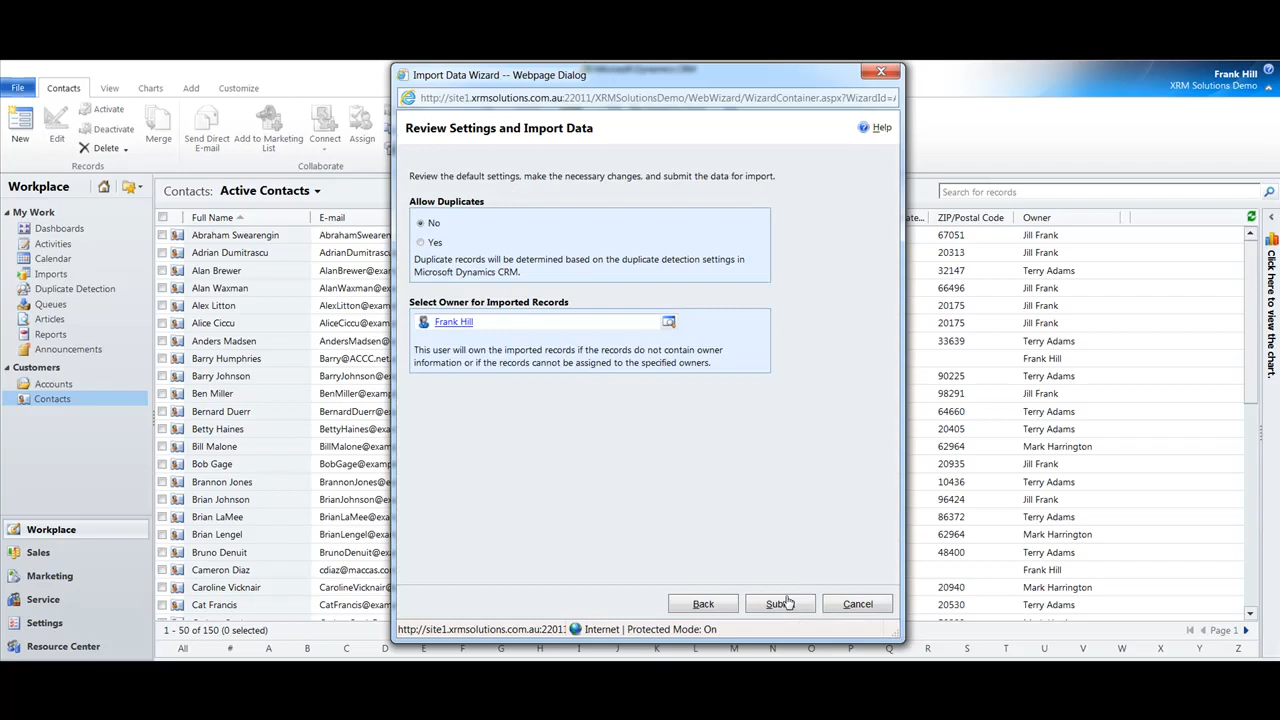 Import Data Wizard -- Webpage Dialog
http://site1.xrmsolutions.com.au:22011/XRMSolutionsDemo/WebWizard/WizardContainer.aspx?WizardId=
Review Settings and Import Data
Help
Review the default settings, make the necessary changes, and submit the data for import.
Allow Duplicates
No
Yes
Duplicate records will be determined based on the duplicate detection settings in
Microsoft Dynamics CRM.
Select Owner for Imported Records
Frank Hill
This user will own the imported records if the records do not contain owner
information or if the records cannot be assigned to the specified owners.
Back
Cancel
http://site1.xrmsolutions.com.au:22011 Internet | Protected Mode: On
File Contacts View Charts Add Customize
Frank Hill
XRM Solutions Demo
New Edit Activate Deactivate Delete Merge
Send Direct E-mail Add to Marketing List Connect Assign
Records Collaborate
Workplace
My Work
Dashboards
Activities
Calendar
Imports
Duplicate Detection
Queues
Articles
Reports
Announcements
Customers
Accounts
Contacts
Workplace
Sales
Marketing
Service
Settings
Resource Center
Contacts: Active Contacts
Search for records
Full Name E-mail ZIP/Postal Code Owner
Abraham Swearengin AbrahamSwe 67051 Jill Frank
Adrian Dumitrascu AdrianDumitr 20313 Jill Frank
Alan Brewer AlanBrewer@e 32147 Terry Adams
Alan Waxman AlanWaxman@ 66496 Jill Frank
Alex Litton AlexLitton@ex 20175 Jill Frank
Alice Ciccu AliceCiccu@ex 20175 Jill Frank
Anders Madsen AndersMadsen 33639 Terry Adams
Barry Humphries Barry@ACCC.net Frank Hill
Barry Johnson BarryJohnson@ 90225 Terry Adams
Ben Miller BenMiller@exa 98291 Jill Frank
Bernard Duerr BernardDuerr@ 64660 Terry Adams
Betty Haines BettyHaines@e 20405 Terry Adams
Bill Malone BillMalone@exa 62964 Mark Harrington
Bob Gage BobGage@exam 20935 Jill Frank
Brannon Jones BrannonJones@ 10436 Terry Adams
Brian Johnson BrianJohnson@ 96424 Jill Frank
Brian LaMee BrianLaMee@ex 86372 Terry Adams
Brian Lengel BrianLengel@ex 62964 Mark Harrington
Bruno Denuit BrunoDenuit@e 48400 Terry Adams
Cameron Diaz cdiaz@maccas.co Frank Hill
Caroline Vicknair CarolineVicknair 20940 Mark Harrington
Cat Francis CatFrancis@exa 20530 Terry Adams
1 - 50 of 150 (0 selected) Page 1
All # A B C D E F G H I J K L M N O P Q R S T U V W X Y Z
Click here to view the chart.